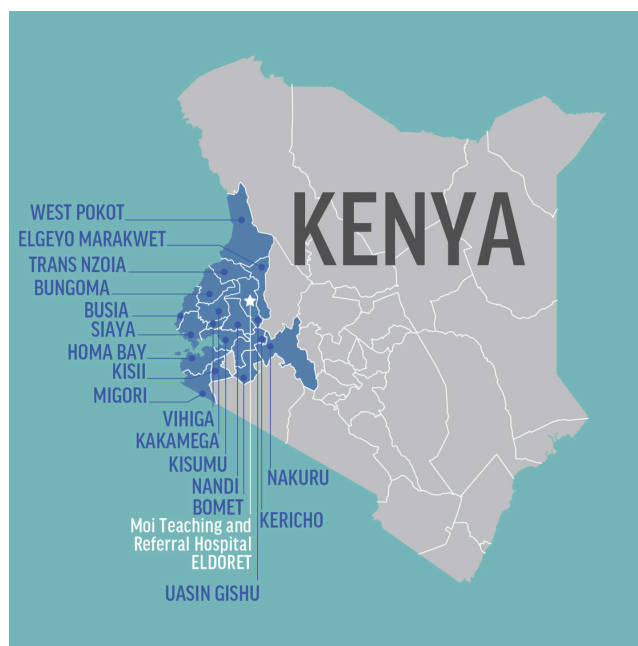 KENYA
WEST POKOT
ELGEYO MARAKWET
TRANS NZOIA
BUNGOMA
BUSIA
SIAYA
HOMA BAY
KISII
MIGORI
VIHIGA
KAKAMEGA
KISUMU
NAKURU
NANDI
BOMET
KERICHO
Moi Teaching and
Referral Hospital
ELDORET
UASIN GISHU